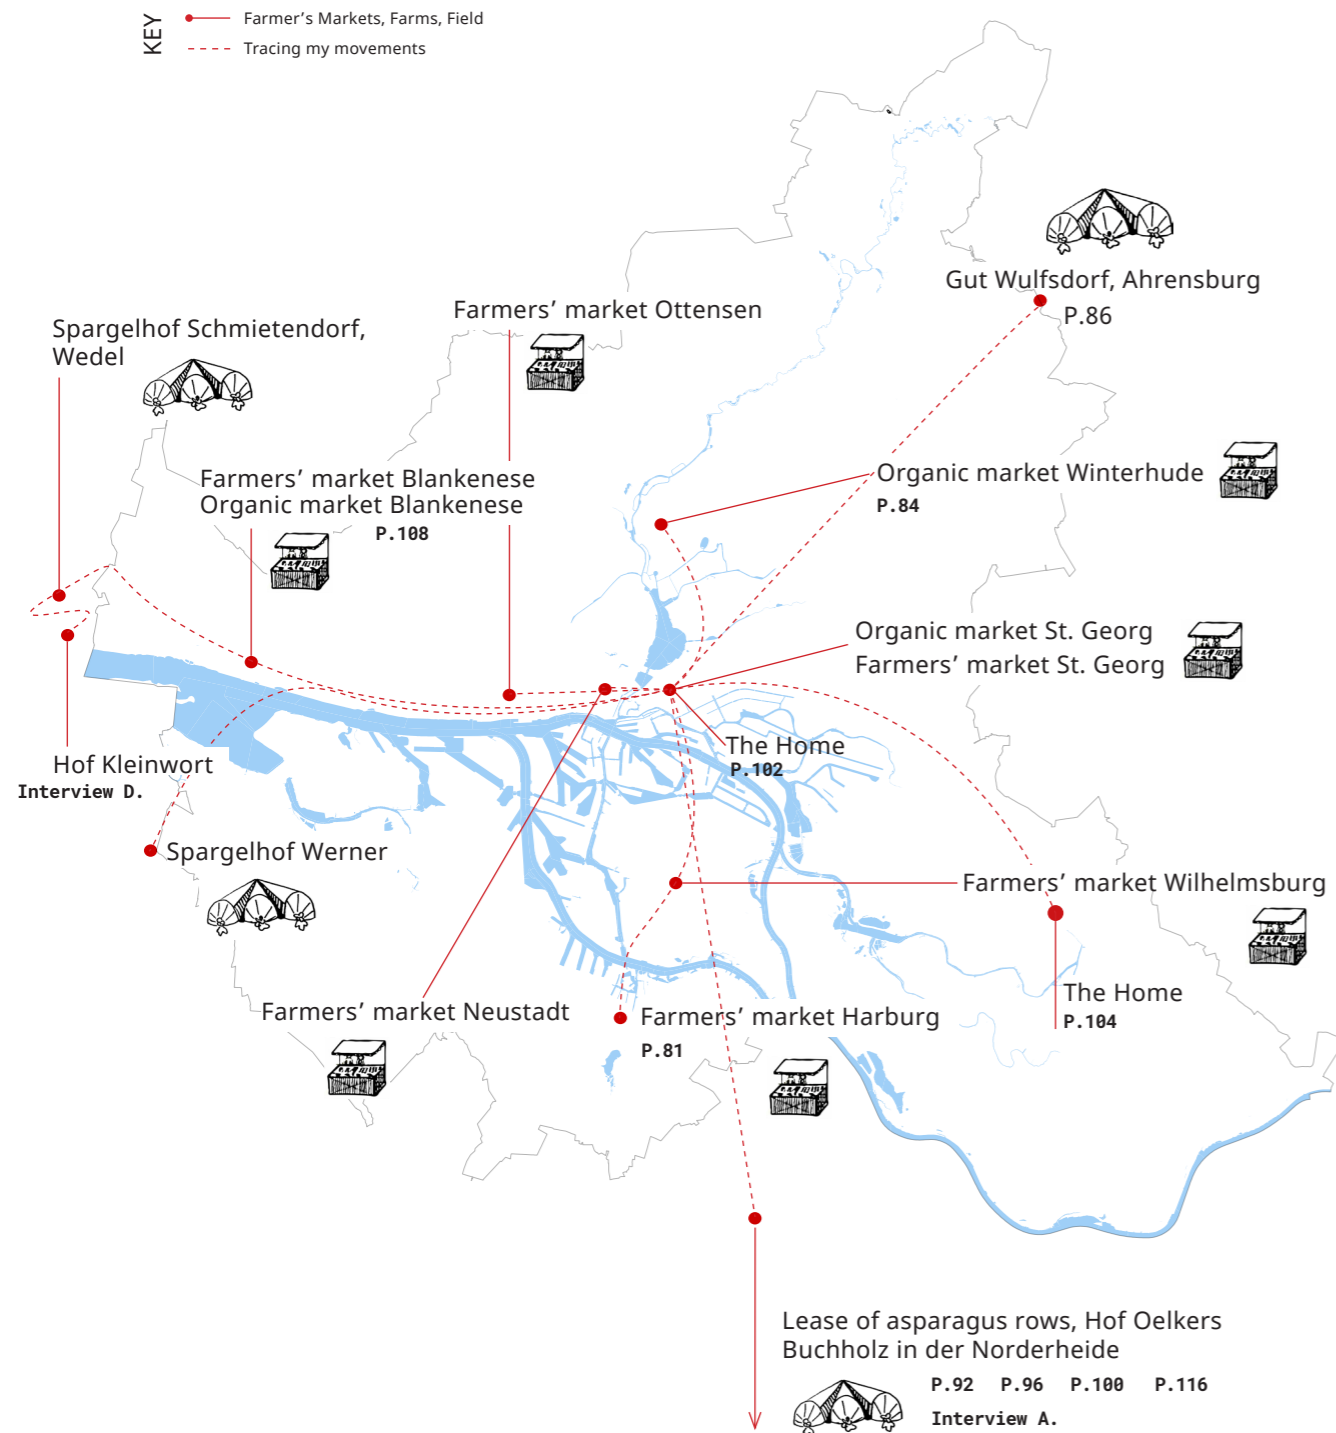 KEY
Farmer’s Markets, Farms, Field
Tracing my movements
Gut Wulfsdorf, Ahrensburg
P.86
Farmers’ market Ottensen
Spargelhof Schmietendorf,
Wedel
Farmers’ market Blankenese
Organic market Blankenese
P.108
Organic market Winterhude
P.84
Organic market St. Georg
Farmers’ market St. Georg
The Home
P.102
Hof Kleinwort
Interview D.
Spargelhof Werner
Farmers’ market Wilhelmsburg
The Home
P.104
Farmers’ market Neustadt
Farmers’ market Harburg
P.81
Lease of asparagus rows, Hof Oelkers
Buchholz in der Norderheide
P.92 P.96 P.100 P.116
Interview A.